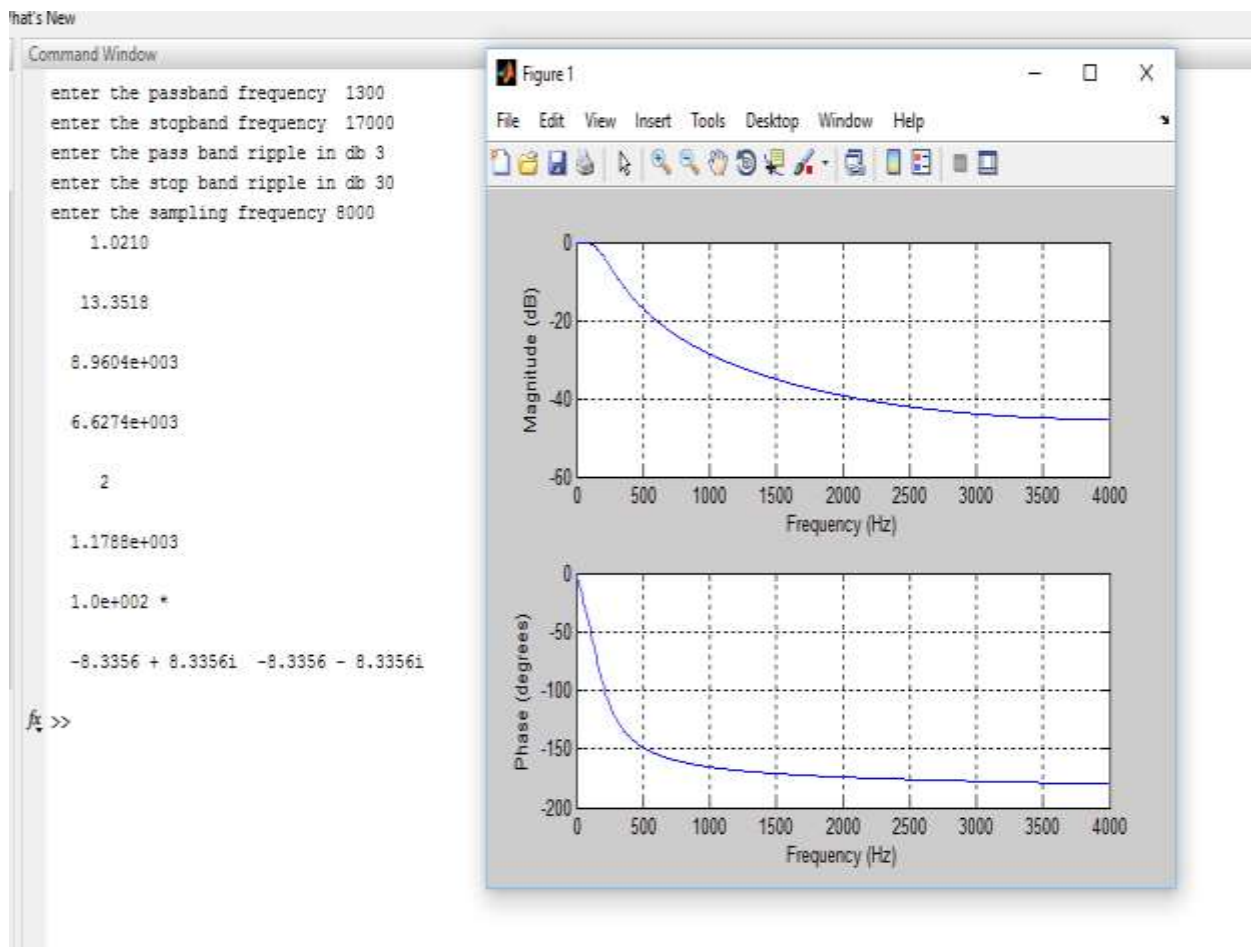 hat's New
Command Window
enter the passband frequency 1300
enter the stopband frequency 17000
enter the pass band ripple in db 3
enter the stop band ripple in db 30
enter the sampling frequency 8000
1.0210
13.3518
8.9604e+003
6.6274e+003
2
1.1788e+003
1.0e+002 *
-8.3356 + 8.3356i -8.3356 - 8.3356i
fx >>
Figure 1
File Edit View Insert Tools Desktop Window Help
0
-20
-40
-60
Magnitude (dB)
0 500 1000 1500 2000 2500 3000 3500 4000
Frequency (Hz)
0
-50
-100
-150
-200
Phase (degrees)
0 500 1000 1500 2000 2500 3000 3500 4000
Frequency (Hz)